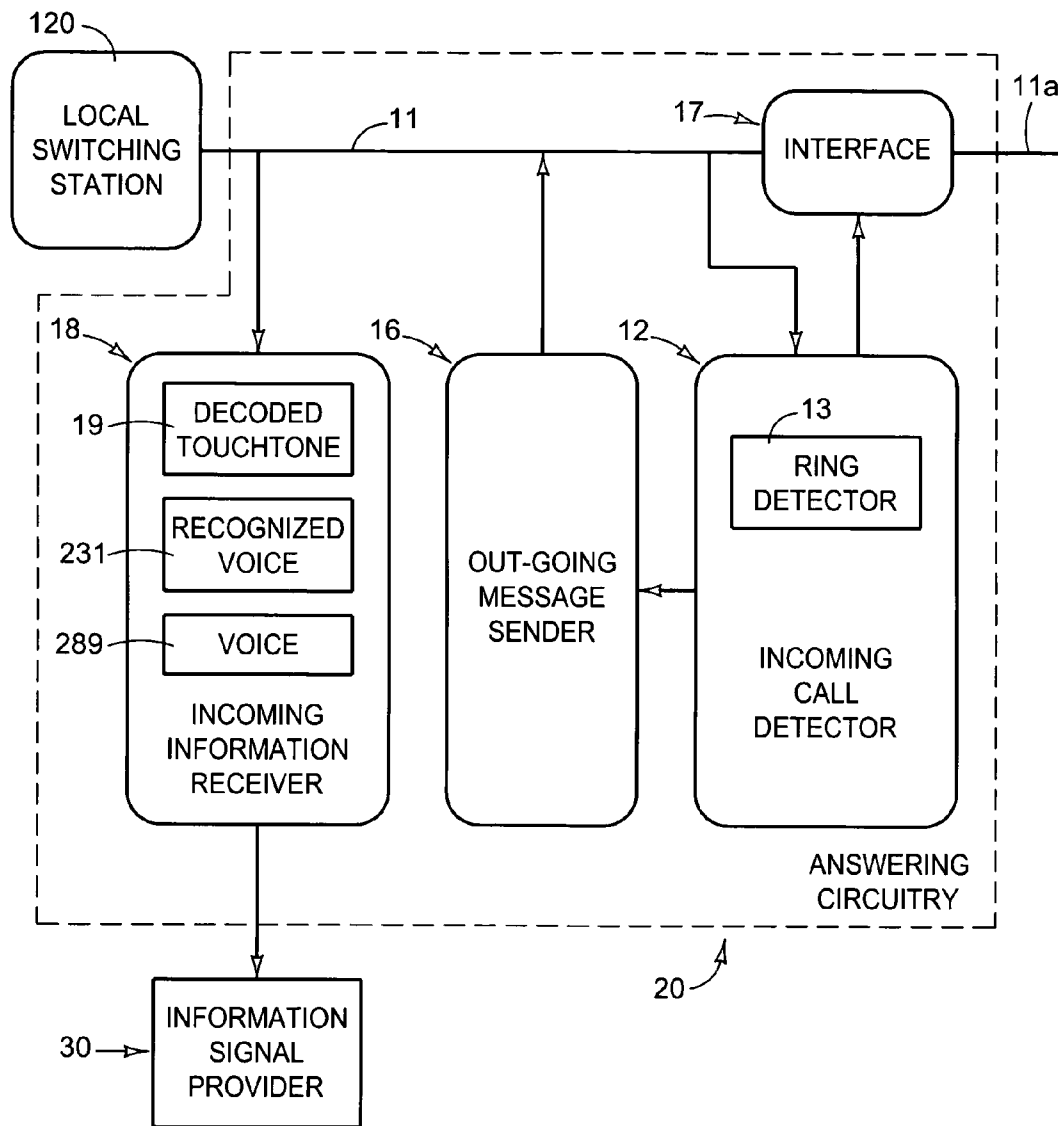 120
LOCAL
SWITCHING
STATION
11
17
INTERFACE
11a
18
19
DECODED
TOUCHTONE
231
RECOGNIZED
VOICE
289
VOICE
INCOMING
INFORMATION
RECEIVER
16
OUT-GOING
MESSAGE
SENDER
12
13
RING
DETECTOR
INCOMING
CALL
DETECTOR
ANSWERING
CIRCUITRY
20
30
INFORMATION
SIGNAL
PROVIDER